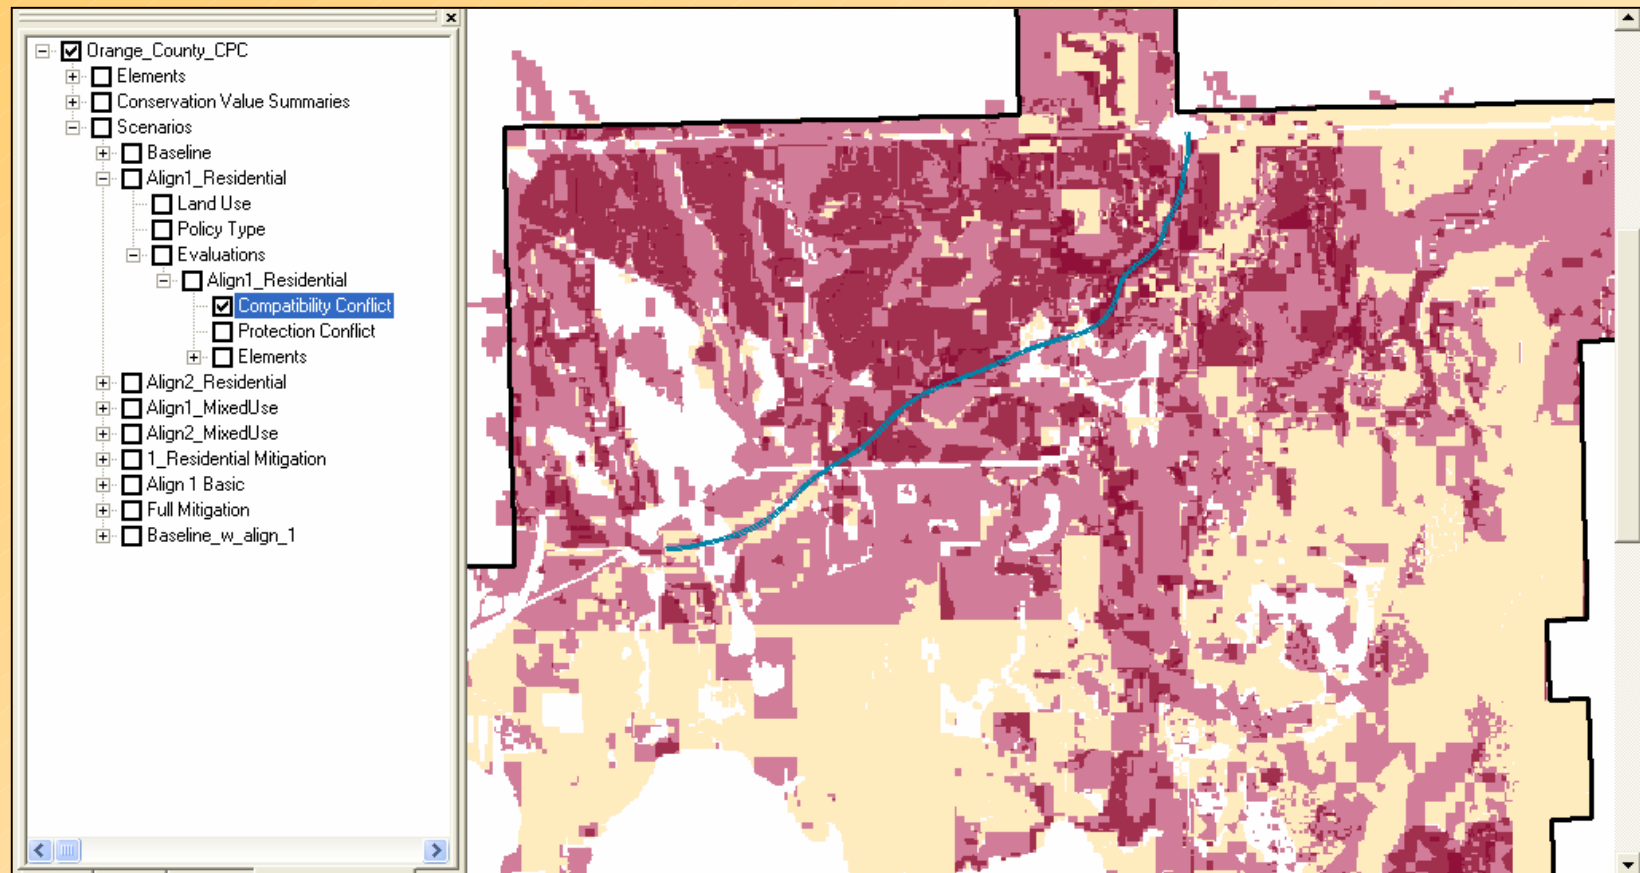 Orange_County_CPC
Elements
Conservation Value Summaries
Scenarios
Baseline
Align1_Residential
Land Use
Policy Type
Evaluations
Align1_Residential
Compatibility Conflict
Protection Conflict
Elements
Align2_Residential
Align1_MixedUse
Align2_MixedUse
1_Residential Mitigation
Align 1 Basic
Full Mitigation
Baseline_w_align_1